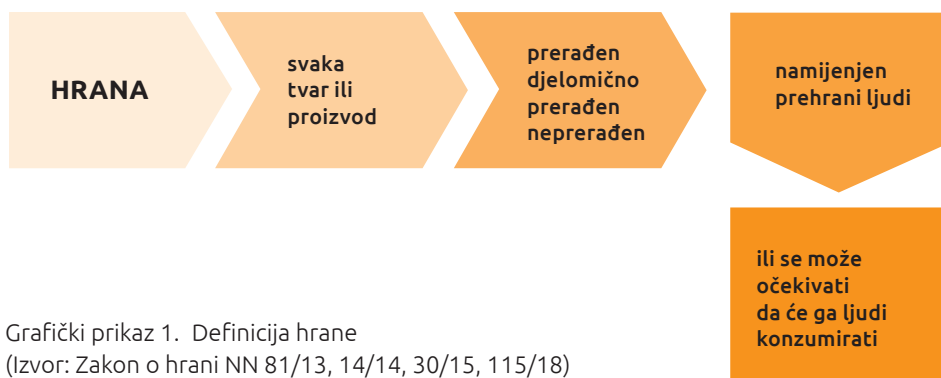 HRANA
svaka
tvar ili
proizvod
prerađen
djelomično
prerađen
neprerađen
namijenjen
prehrani ljudi
ili se može
očekivati
da će ga ljudi
konzumirati
Grafički prikaz 1. Definicija hrane
(Izvor: Zakon o hrani NN 81/13, 14/14, 30/15, 115/18)